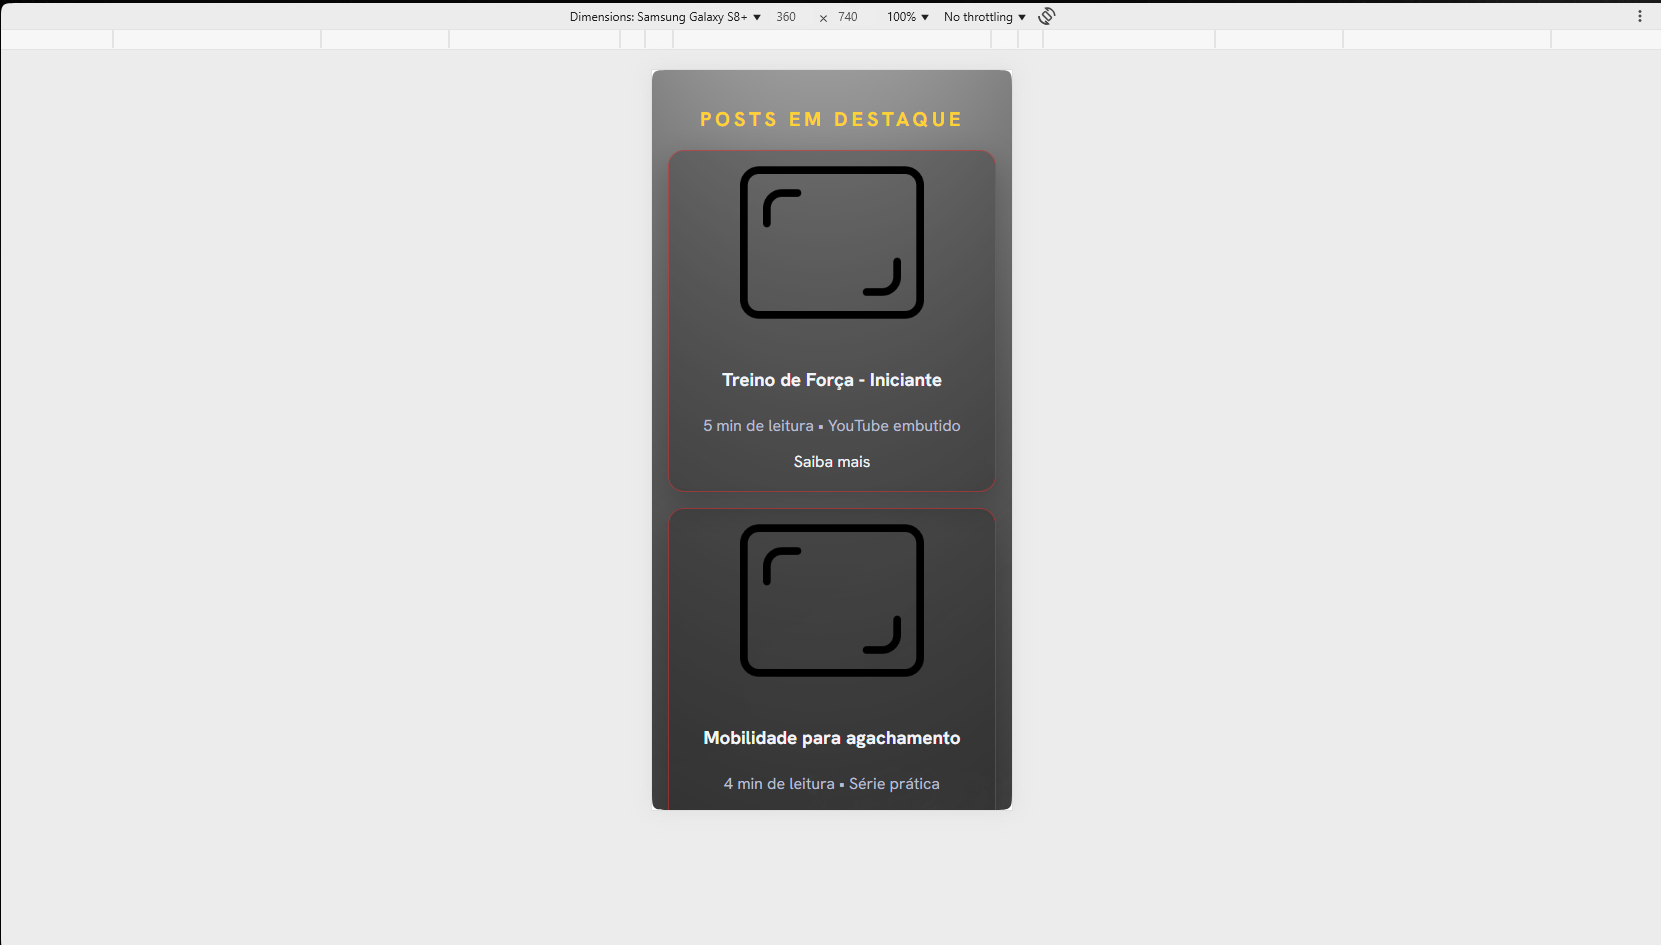 Dimensions: Samsung Galaxy S8+ ▼ 360 × 740 100% ▼ No throttling ▼
POSTS EM DESTAQUE
Treino de Força - Iniciante
5 min de leitura • YouTube embutido
Saiba mais
Mobilidade para agachamento
4 min de leitura • Série prática